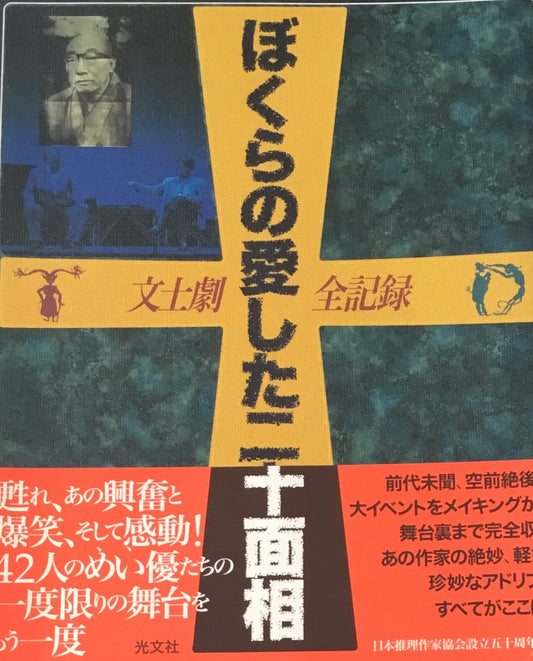 ぼくらの愛した二十面相
文士劇 全記録
甦れ、あの興奮と
爆笑、そして感動!
42人のめい優たちの
一度限りの舞台を
もう一度
前代未聞、空前絶後
大イベントをメイキングか
舞台裏まで完全収
あの作家の絶妙、軽
珍妙なアドリブ
すべてがここ
光文社
日本推理作家協会設立五十周年